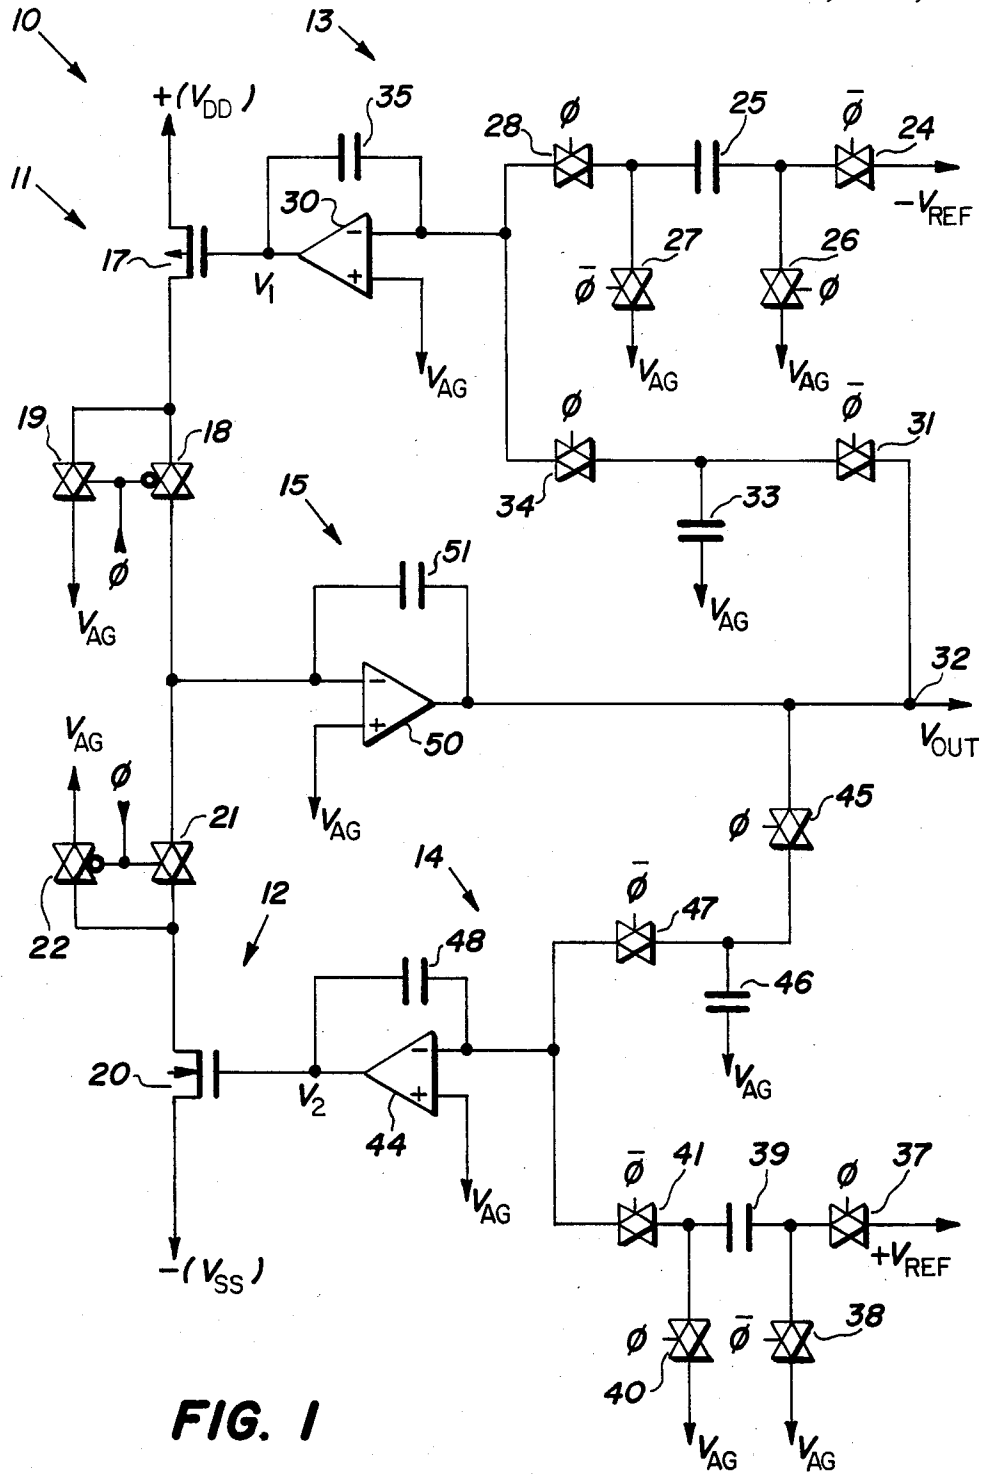 10
13
+(V_DD)
35
28
φ
25
φ̄
24
11
30
−
+
−V_REF
17
V_1
27
φ̄
26
φ
V_AG
V_AG
V_AG
19
18
φ
φ̄
31
34
33
15
51
φ
V_AG
V_AG
−
+
50
32
V_OUT
V_AG
φ
V_AG
21
45
φ
14
12
φ̄
47
22
48
46
−
+
20
V_2
44
V_AG
φ̄
41
39
37
φ
V_AG
+V_REF
−(V_SS)
38
φ
φ̄
40
V_AG
V_AG
FIG. 1